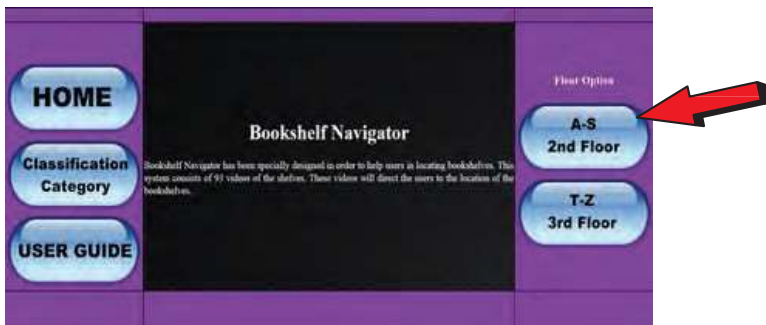 HOME
Classification
Category
USER GUIDE
Bookshelf Navigator
Bookshelf Navigator has been specially designed in order to help users in locating bookshelves. This
system consists of 93 videos of the shelves. These videos will direct the users to the location of the
bookshelves.
Floor Option
A-S
2nd Floor
T-Z
3rd Floor